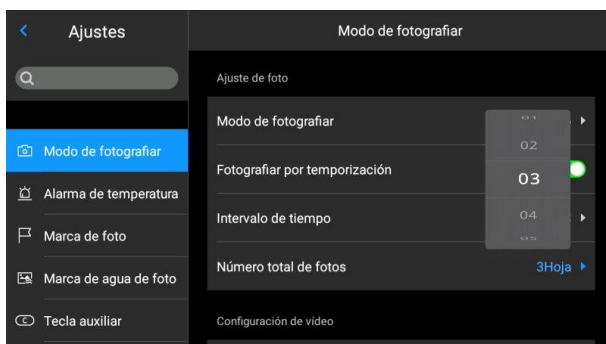 Ajustes
Modo de fotografiar
Ajuste de foto
Modo de fotografiar
01
02
Modo de fotografiar
Fotografiar por temporización
03
Alarma de temperatura
Intervalo de tiempo
04
05
Marca de foto
Número total de fotos
3Hoja
Marca de agua de foto
Tecla auxiliar
Configuración de vídeo